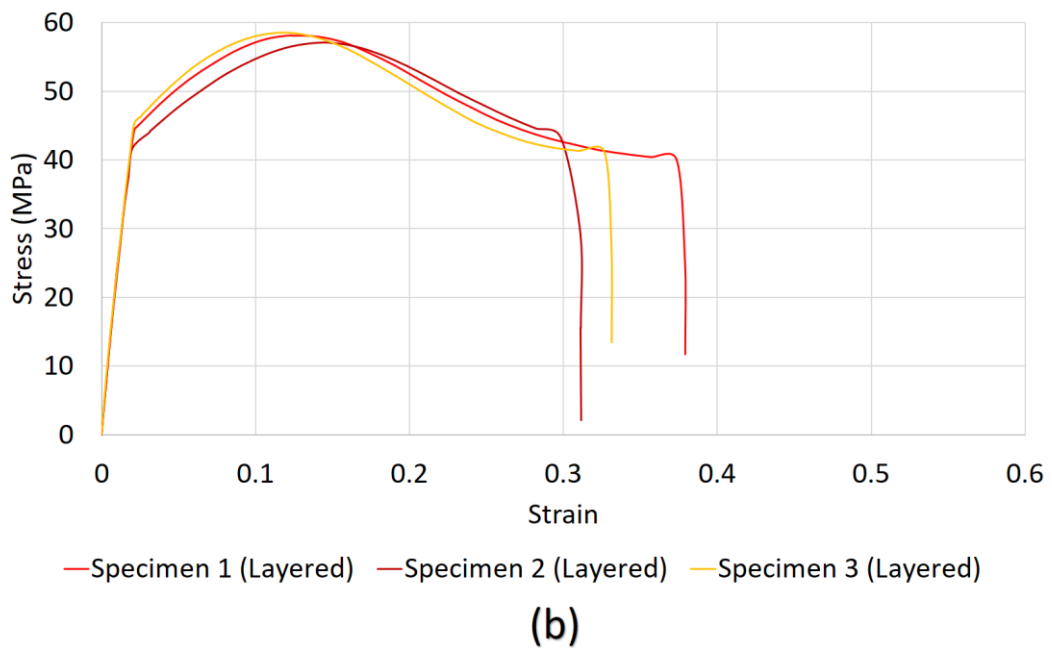 60
50
40
30
20
10
0
Stress (MPa)
0 0.1 0.2 0.3 0.4 0.5 0.6
Strain
Specimen 1 (Layered) Specimen 2 (Layered) Specimen 3 (Layered)
(b)